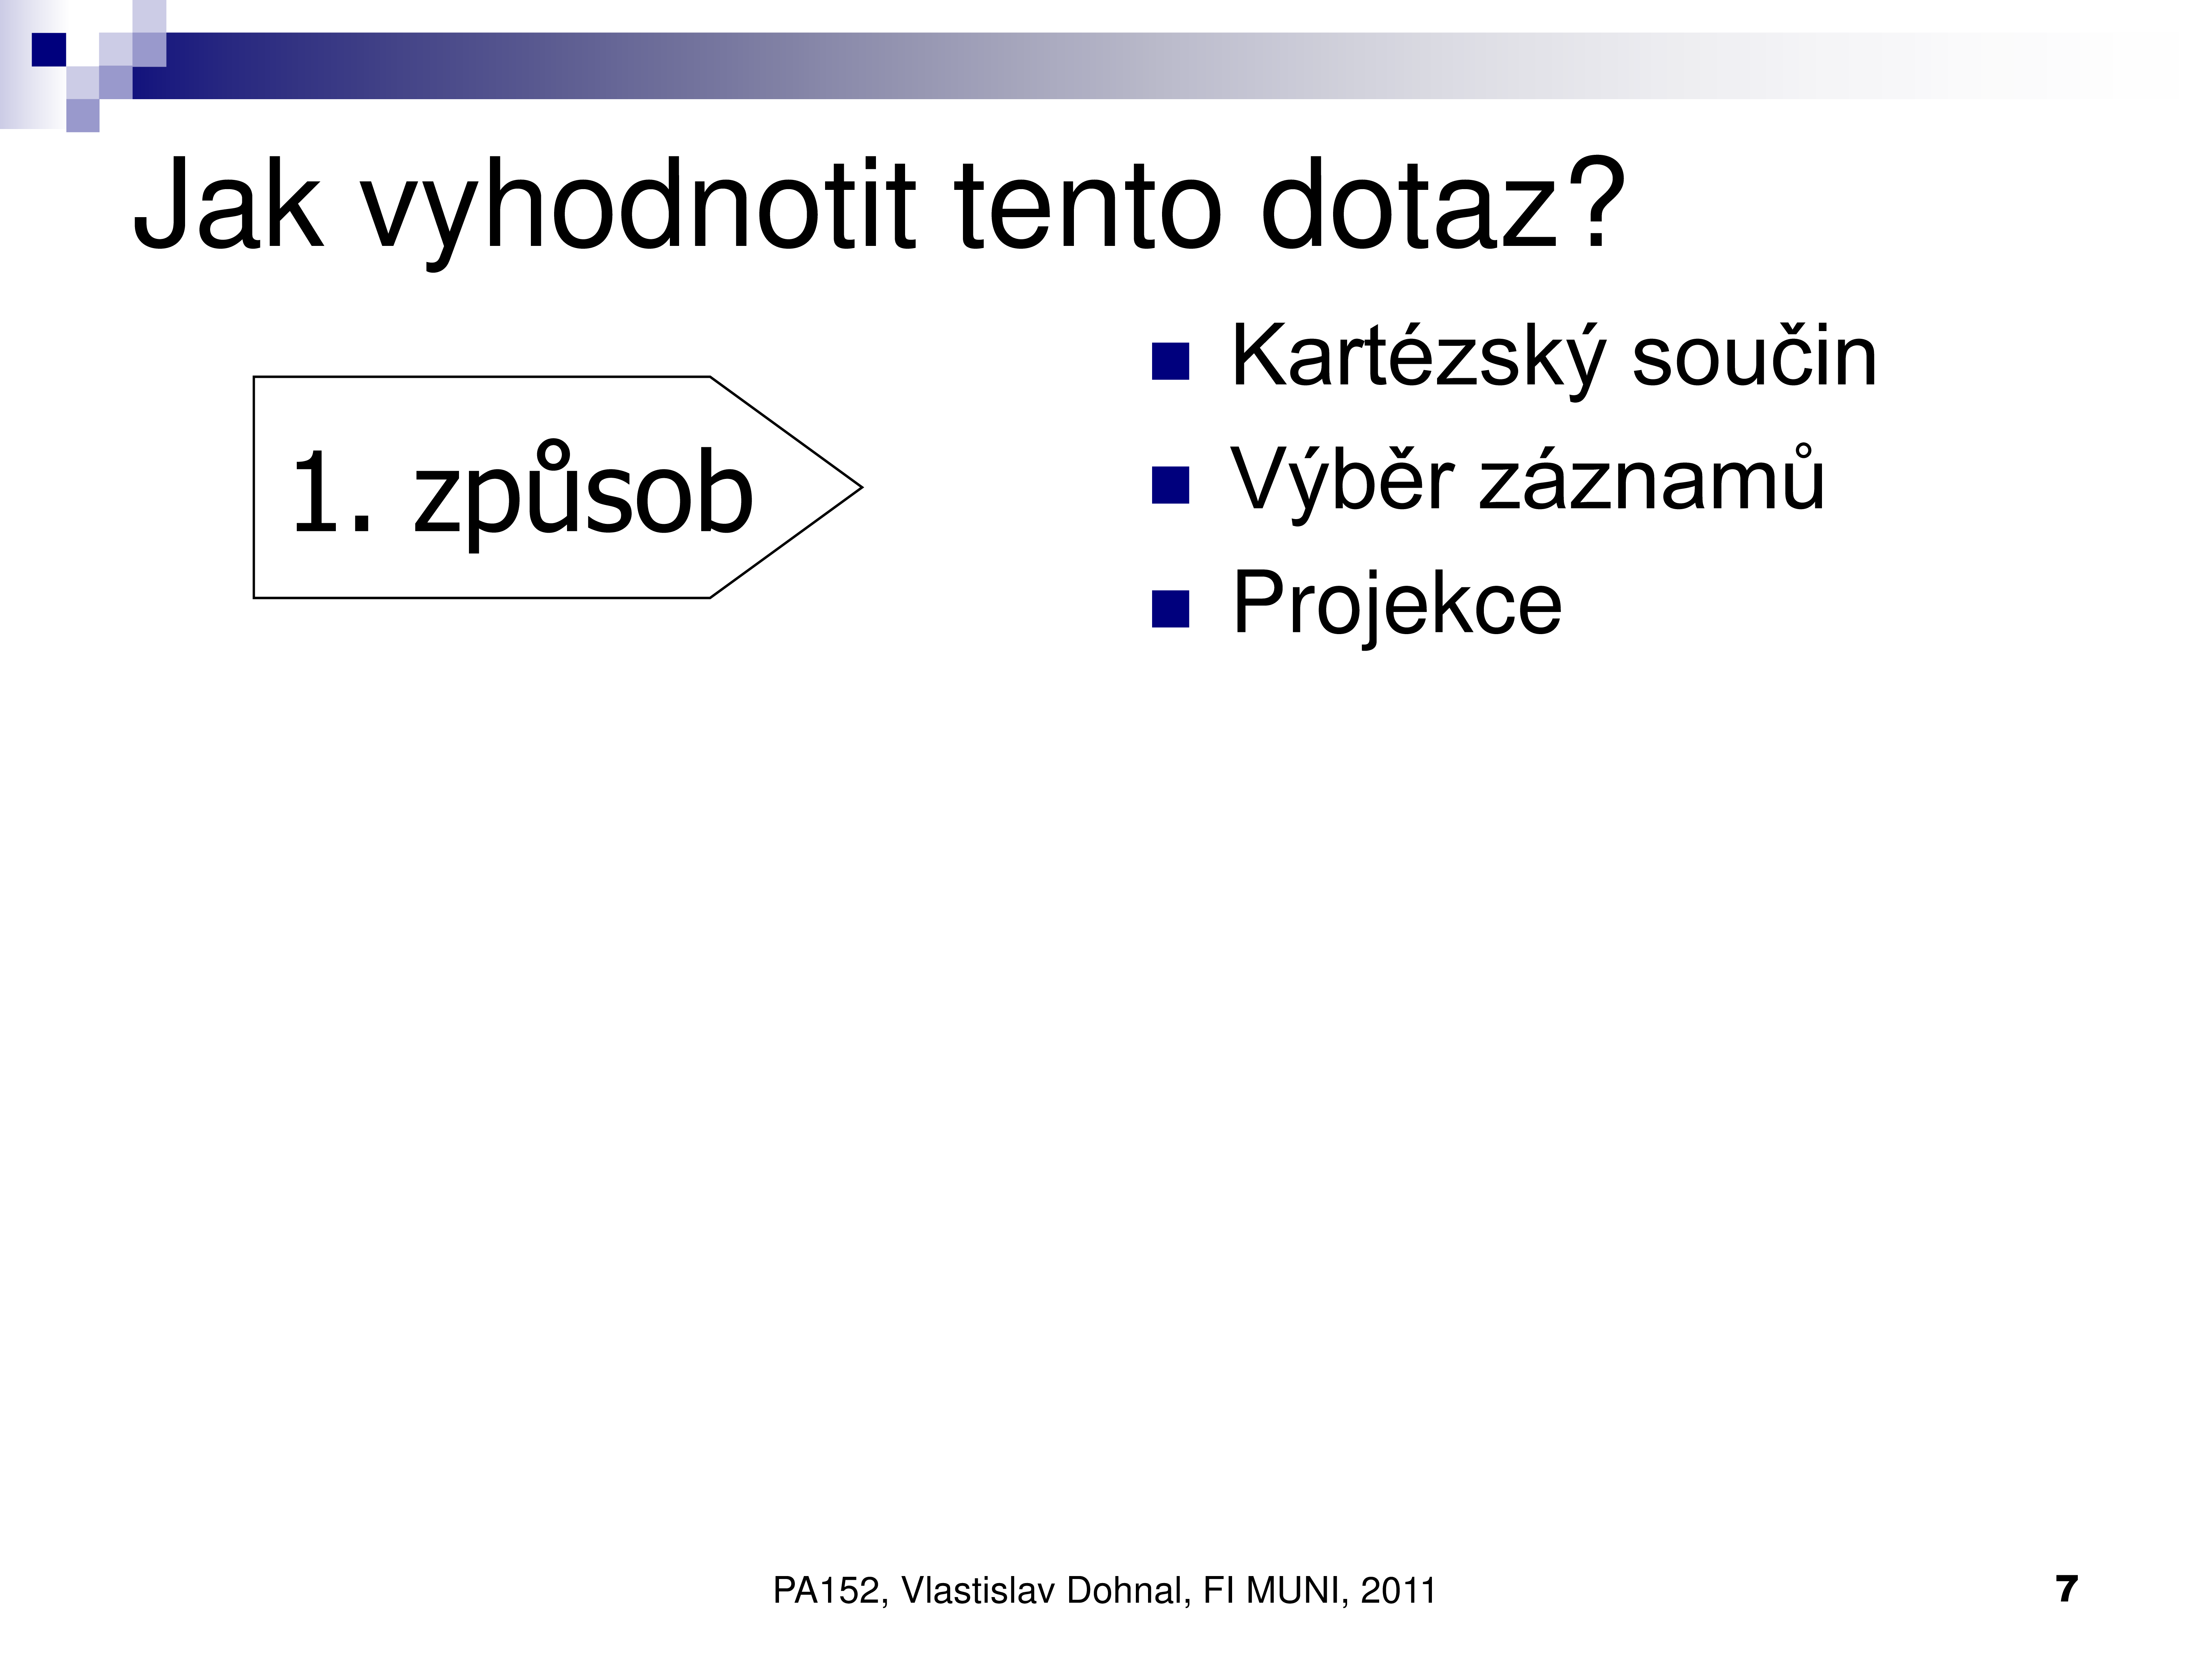 Jak vyhodnotit tento dotaz?
1. způsob
Kartézský součin
Výběr záznamů
Projekce
PA152, Vlastislav Dohnal, FI MUNI, 2011
7